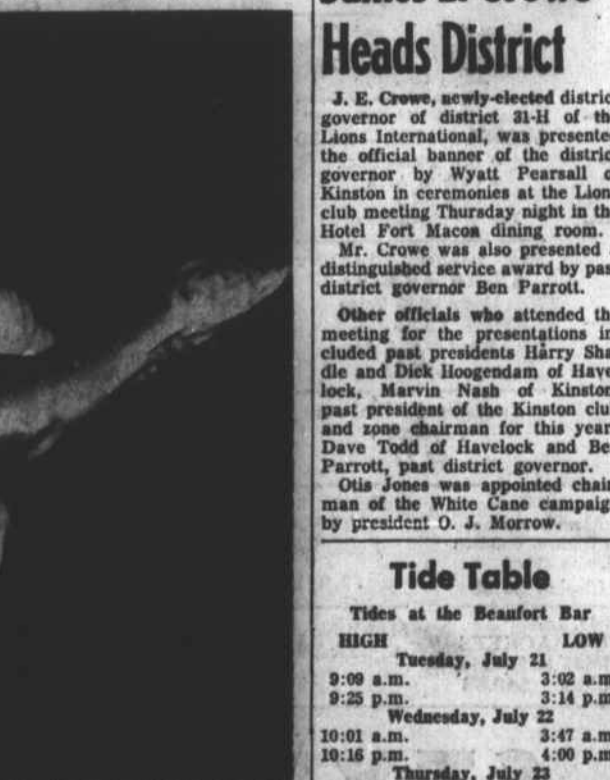 Heads District
J. E. Crowe, newly-elected distric
governor of district 31-H of th
Lions International, was presente
the official banner of the distric
governor by Wyatt Pearsall o
Kinston in ceremonies at the Lion
club meeting Thursday night in th
Hotel Fort Macon dining room.
Mr. Crowe was also presented
distinguished service award by pas
district governor Ben Parrott.
Other officials who attended th
meeting for the presentations in
cluded past presidents Harry Sha
dle and Dick Hoogendam of Have
lock, Marvin Nash of Kinston
past president of the Kinston clu
and zone chairman for this year
Dave Todd of Havelock and Be
Parrott, past district governor.
Otis Jones was appointed chair
man of the White Cane campaig
by president O. J. Morrow.
Tide Table
Tides at the Beaufort Bar
HIGH LOW
Tuesday, July 21
9:09 a.m. 3:02 a.m
9:25 p.m. 3:14 p.m
Wednesday, July 22
10:01 a.m. 3:47 a.m
10:16 p.m. 4:00 p.m
Thursday, July 23